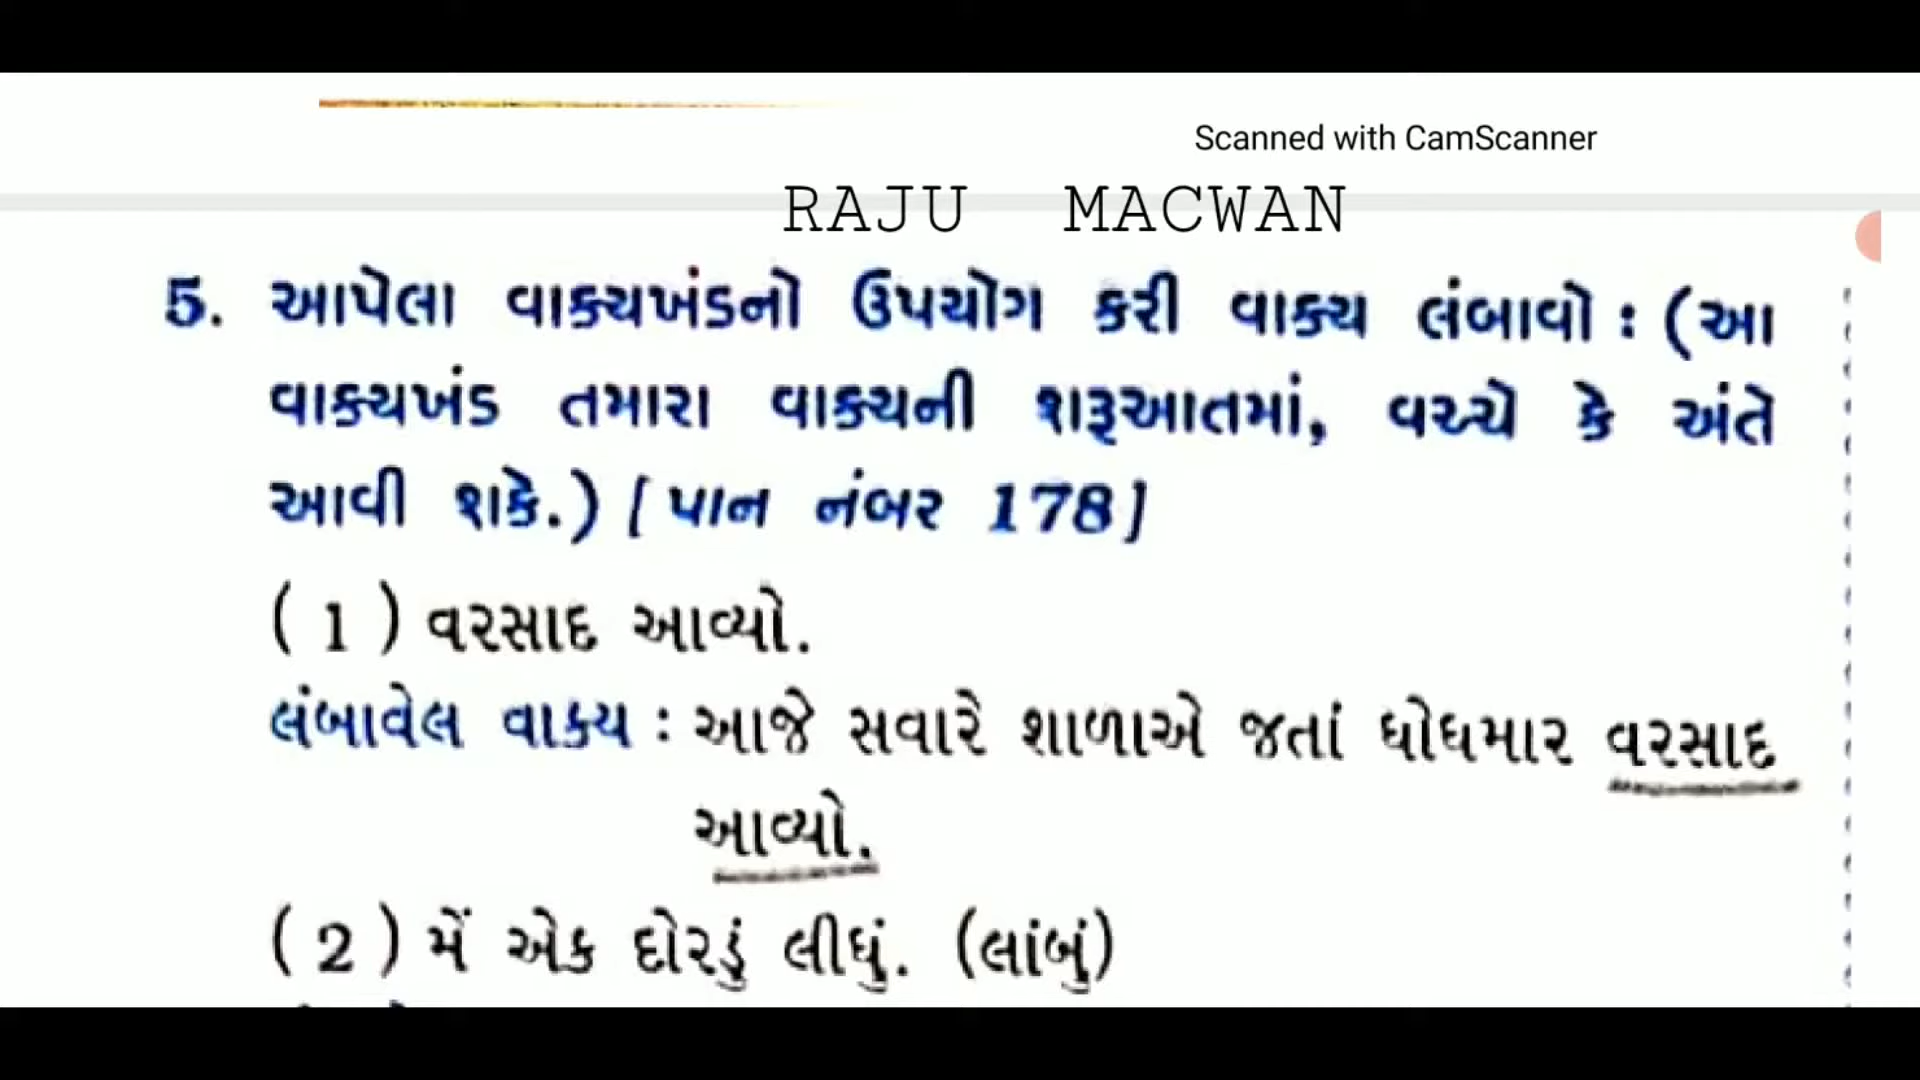 Scanned with CamScanner
RAJU MACWAN
5. આપેલા વાક્યખંડનો ઉપયોગ કરી વાક્ય લંબાવો : (આ
વાક્યખંડ તમારા વાક્યની શરૂઆતમાં, વચ્ચે કે અંતે
આવી શકે.) [પાન નંબર 178]
(1) વરસાદ આવ્યો.
લંબાવેલ વાક્ય : આજે સવારે શાળાએ જતાં ધોધમાર વરસાદ
આવ્યો.
(2) મેં એક દોરડું લીધું. (લાંબું)